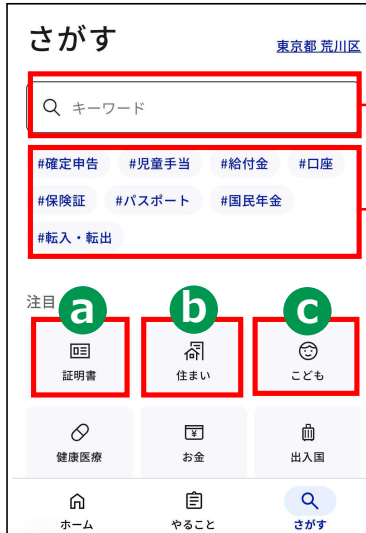 さがす
東京都 荒川区
キーワード
#確定申告 #児童手当 #給付金 #口座
#保険証 #パスポート #国民年金
#転入・転出
注目
a b c
証明書 住まい こども
健康医療 お金 出入国
ホーム やること さがす